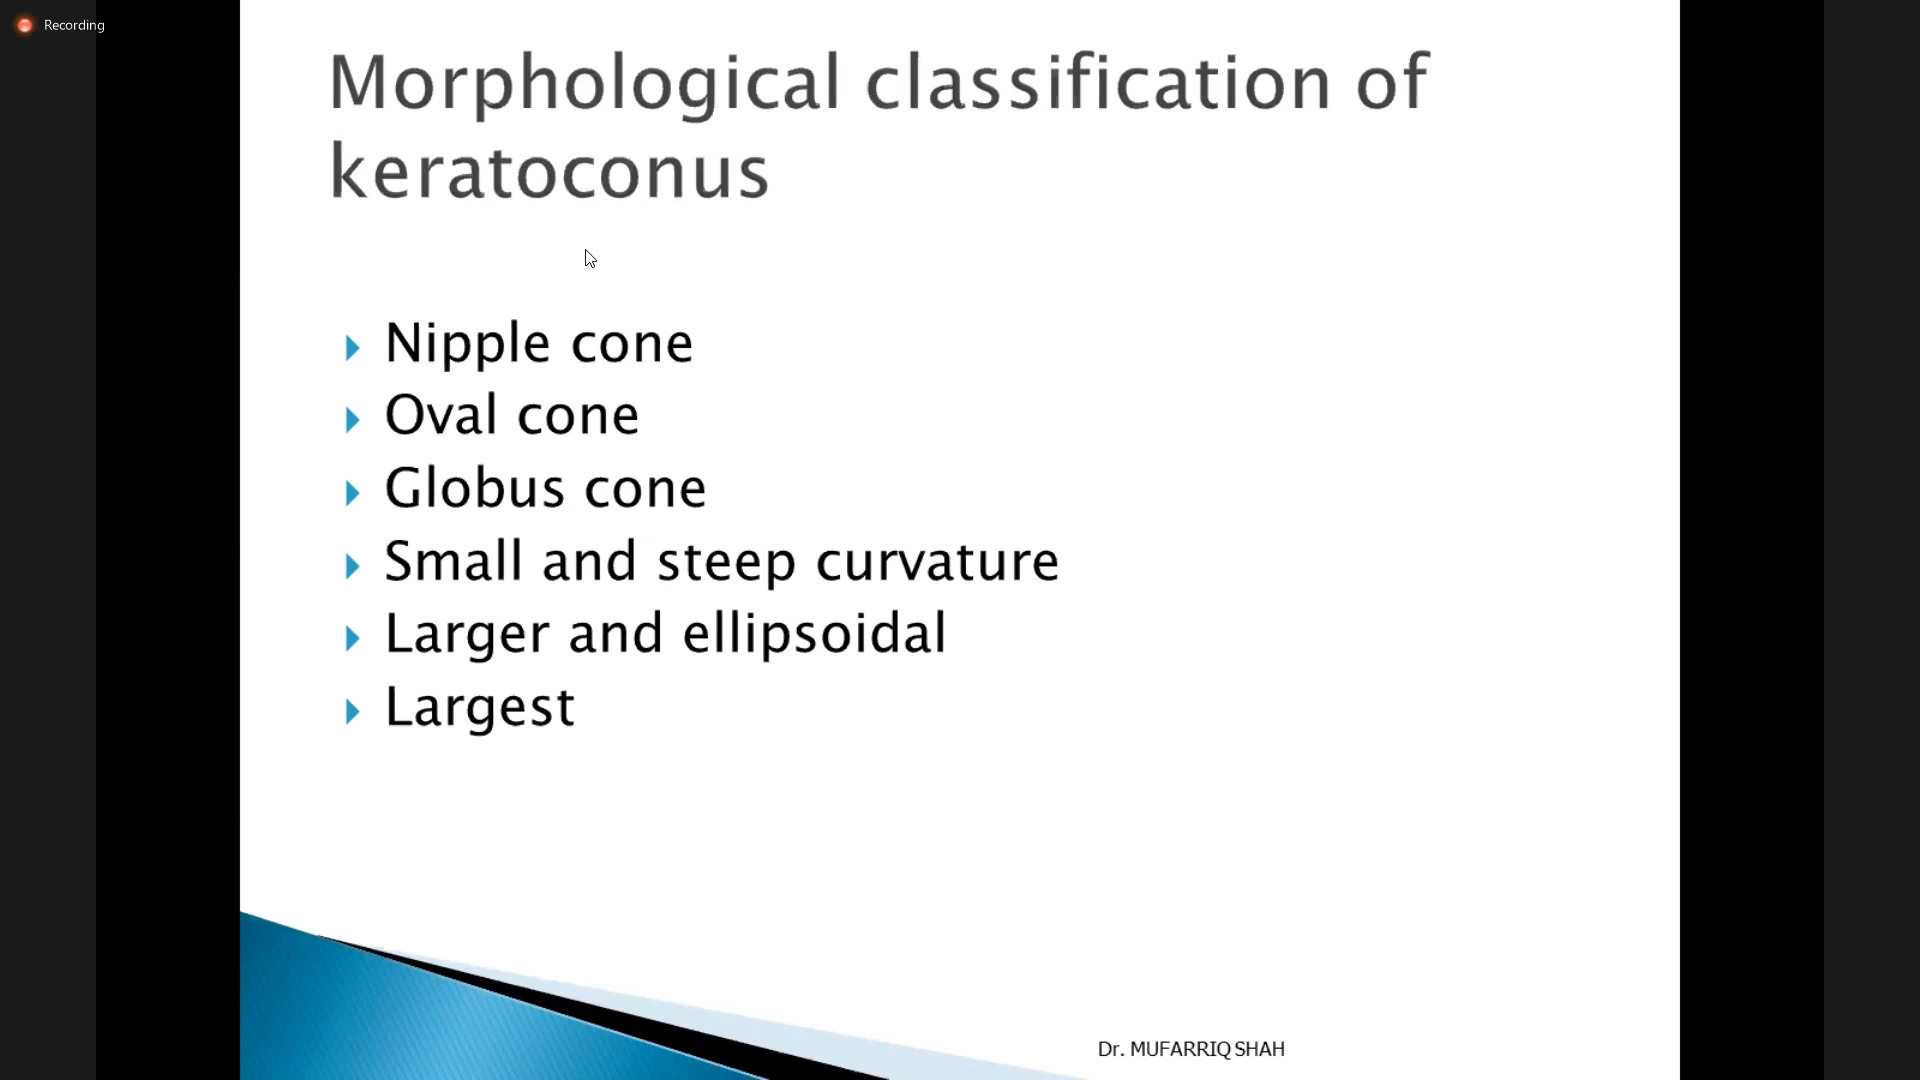 Recording
Morphological classification of
keratoconus
Nipple cone
Oval cone
Globus cone
Small and steep curvature
Larger and ellipsoidal
Largest
Dr. MUFARRIQ SHAH